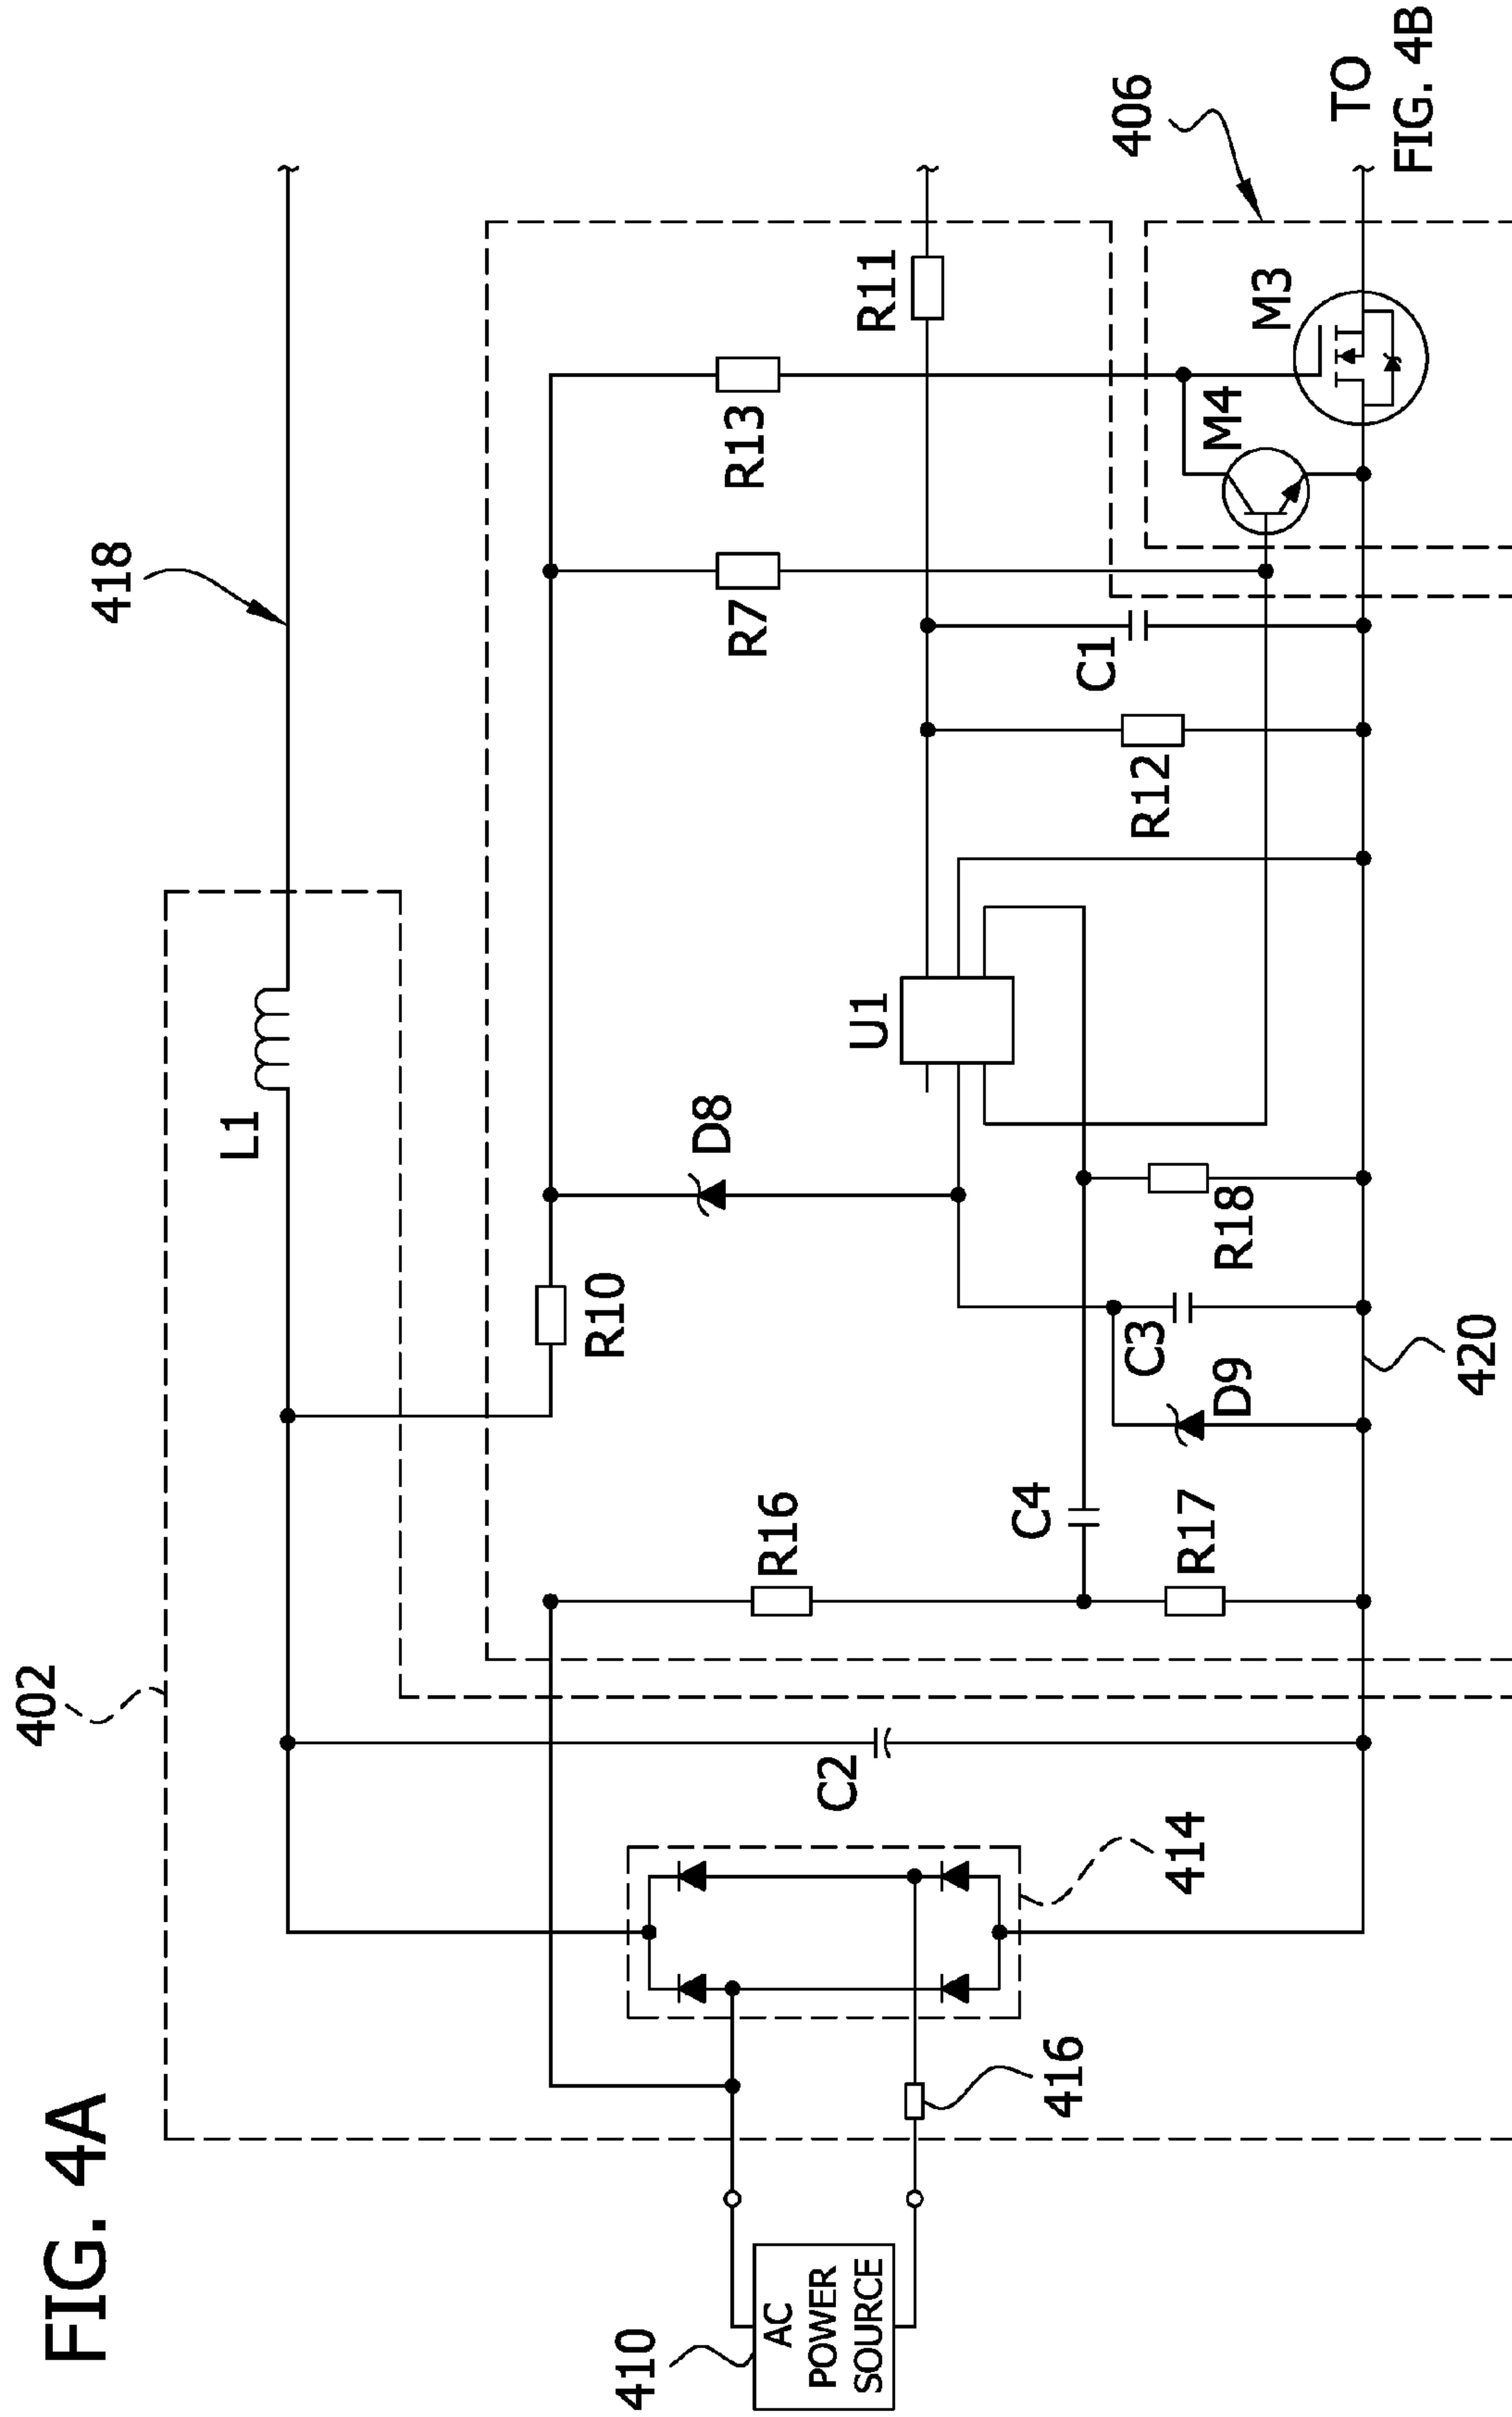 FIG. 4A
402
418
L1
R10
D8
R7
R13
R11
406
R16
C4
U1
C1
M4
M3
TO
FIG. 4B
C2
R17
D9
C3
R18
R12
410
AC
POWER
SOURCE
416
414
420